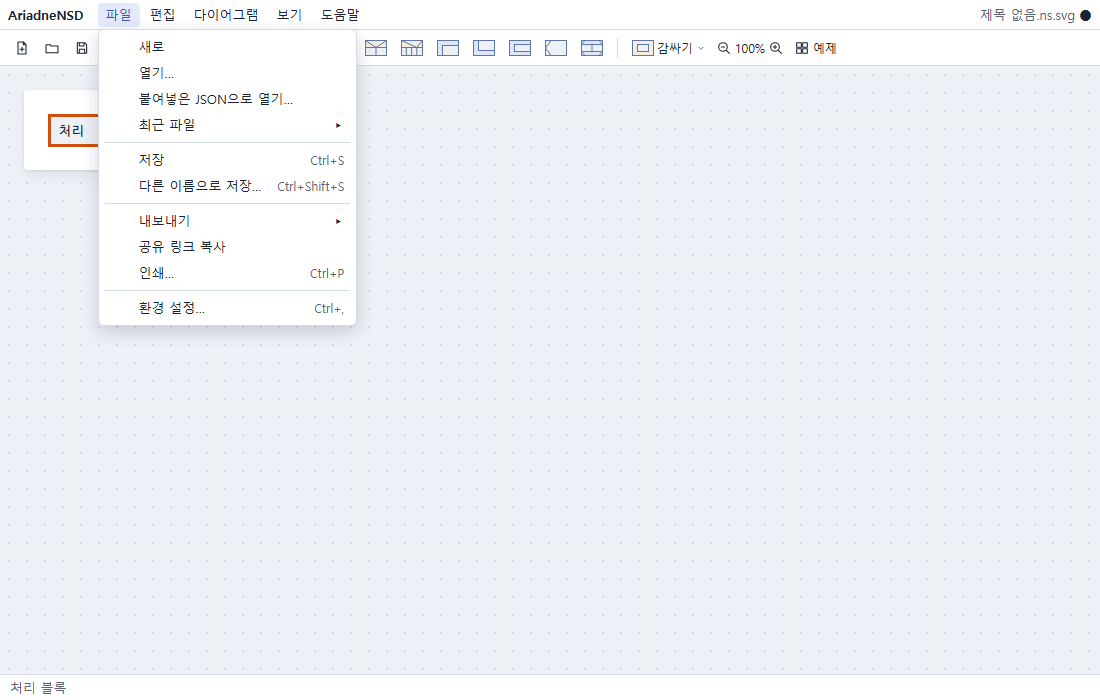 AriadneNSD 파일 편집 다이어그램 보기 도움말 제목 없음.ns.svg
감싸기 100% 예제
새로
열기...
붙여넣은 JSON으로 열기...
최근 파일
저장 Ctrl+S
다른 이름으로 저장... Ctrl+Shift+S
내보내기
공유 링크 복사
인쇄... Ctrl+P
환경 설정... Ctrl+,
처리
처리 블록